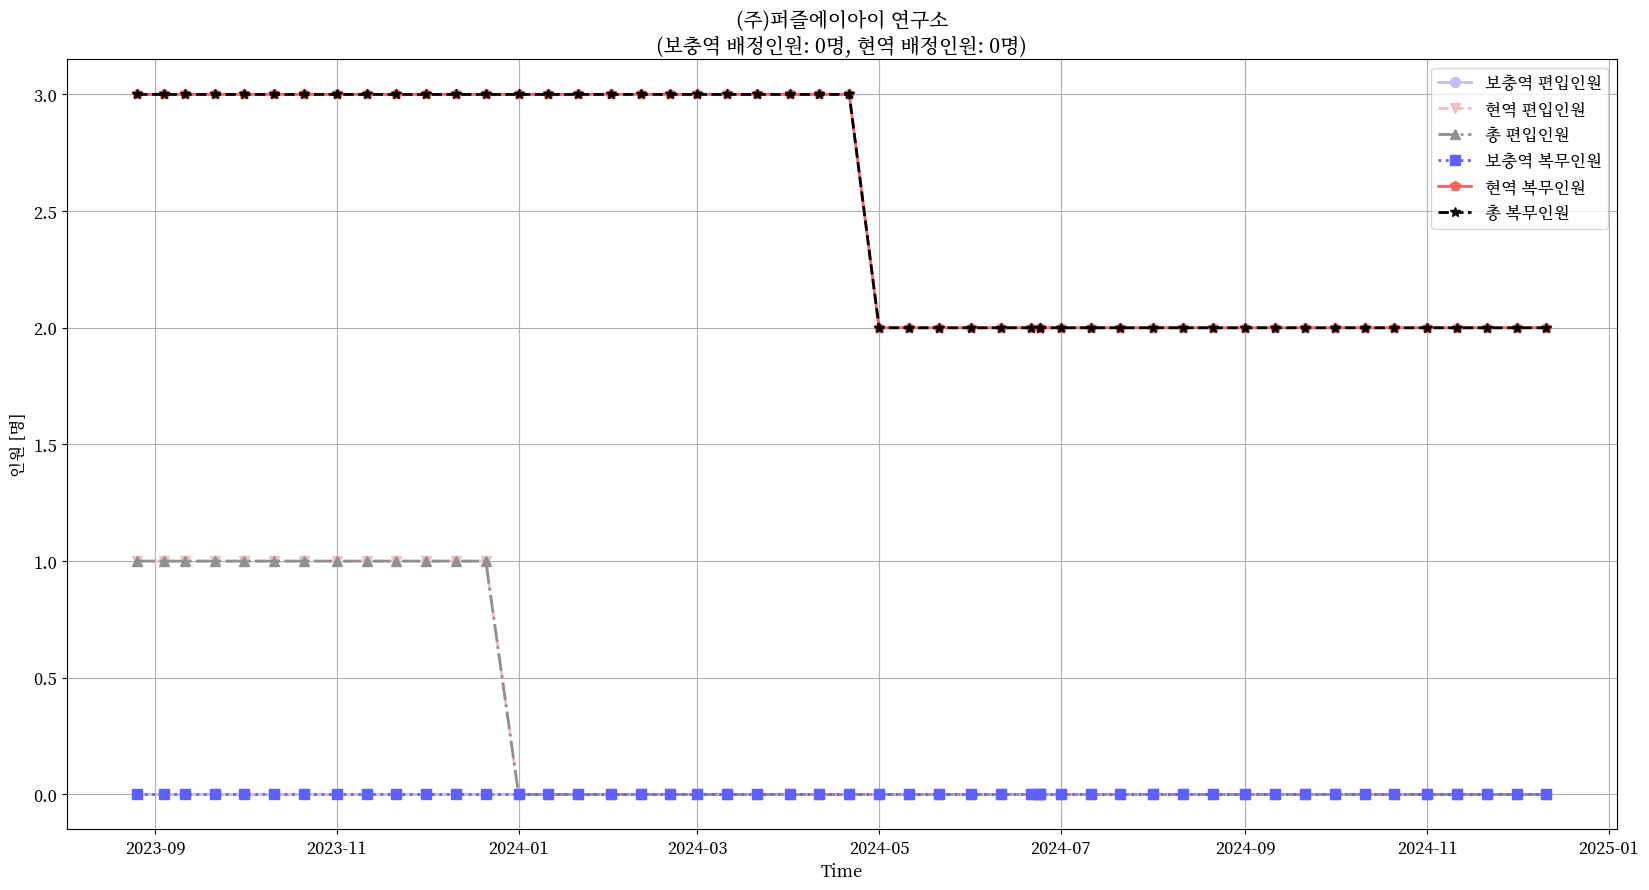 (주)퍼즐에이아이 연구소
(보충역 배정인원: 0명, 현역 배정인원: 0명)
보충역 편입인원
현역 편입인원
총 편입인원
보충역 복무인원
현역 복무인원
총 복무인원
인원 [명]
3.0
2.5
2.0
1.5
1.0
0.5
0.0
2023-09 2023-11 2024-01 2024-03 2024-05 2024-07 2024-09 2024-11 2025-01
Time